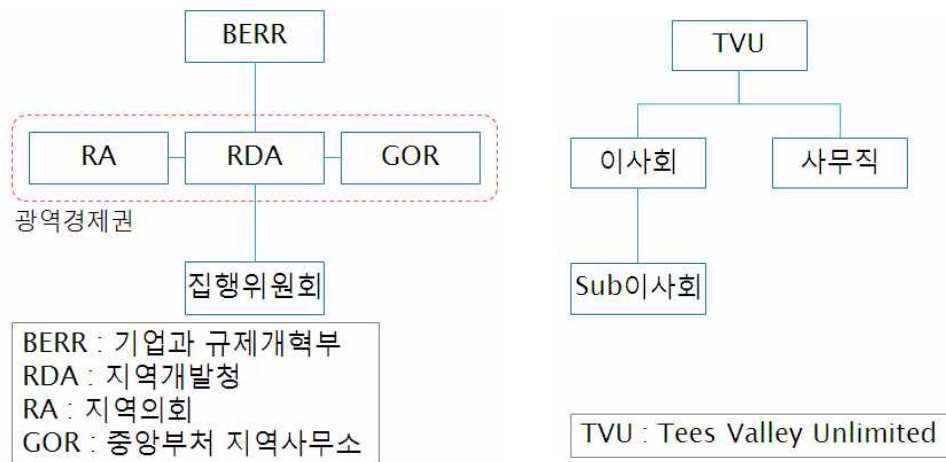 BERR
RA
RDA
GOR
광역경제권
집행위원회
BERR : 기업과 규제개혁부
RDA : 지역개발청
RA : 지역의회
GOR : 중앙부처 지역사무소
TVU
이사회
사무직
Sub이사회
TVU : Tees Valley Unlimited